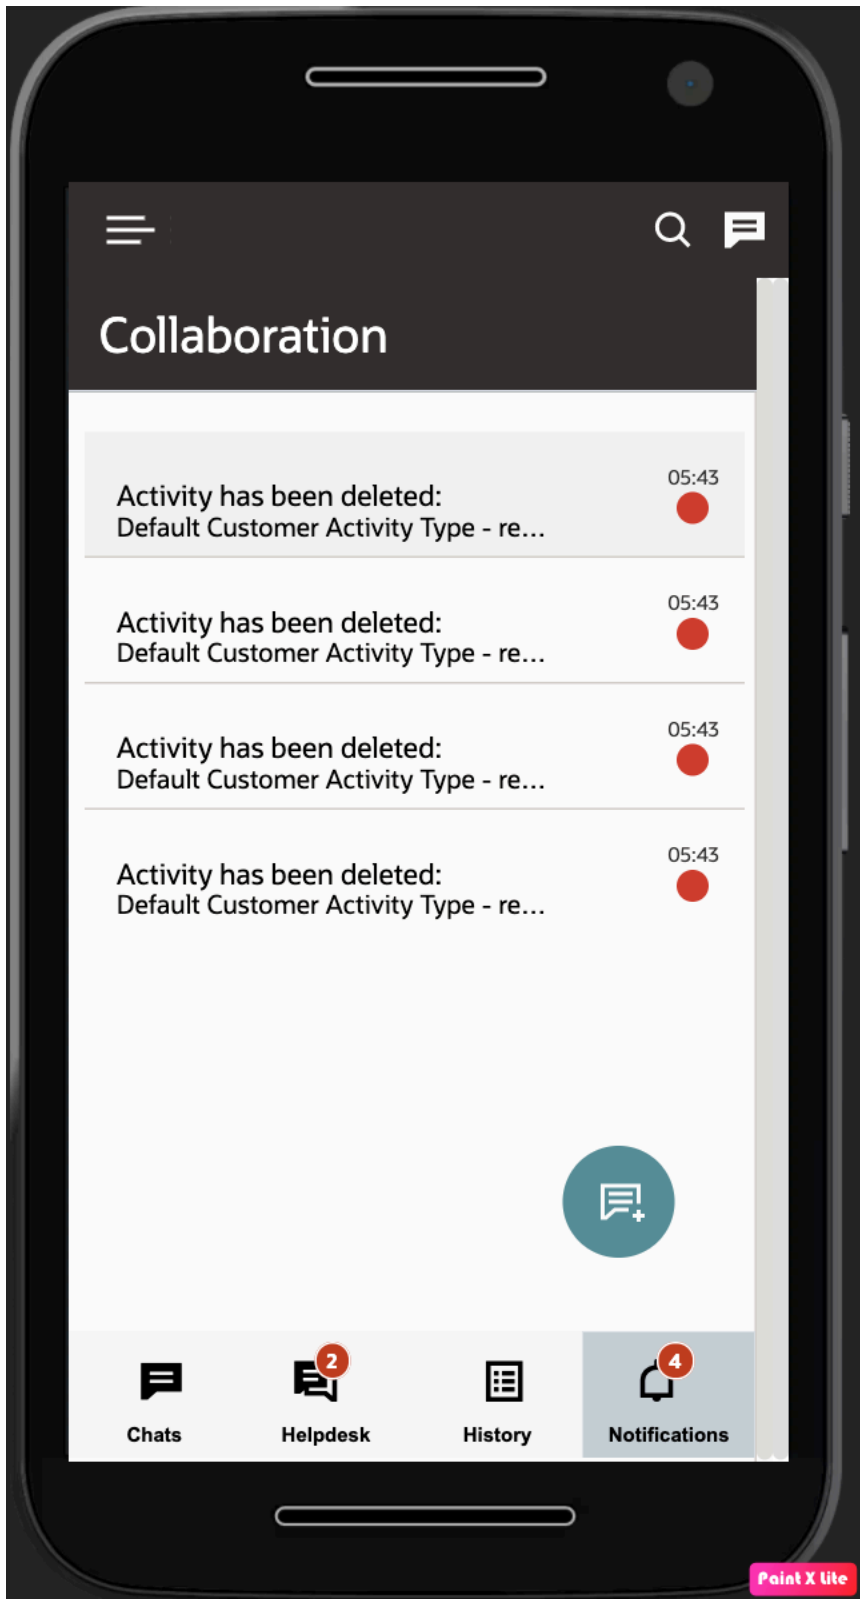 Collaboration
05:43
Activity has been deleted:
Default Customer Activity Type - re...
05:43
Activity has been deleted:
Default Customer Activity Type - re...
05:43
Activity has been deleted:
Default Customer Activity Type - re...
05:43
Activity has been deleted:
Default Customer Activity Type - re...
2
4
Chats
Helpdesk
History
Notifications
Paint X Lite